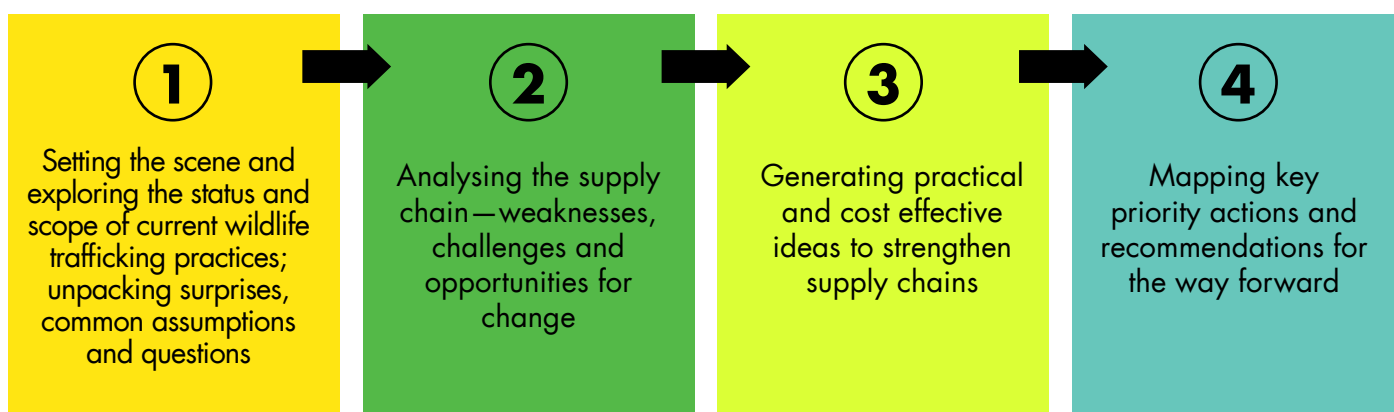 1
Setting the scene and
exploring the status and
scope of current wildlife
trafficking practices;
unpacking surprises,
common assumptions
and questions
2
Analysing the supply
chain—weaknesses,
challenges and
opportunities for
change
3
Generating practical
and cost effective
ideas to strengthen
supply chains
4
Mapping key
priority actions and
recommendations for
the way forward